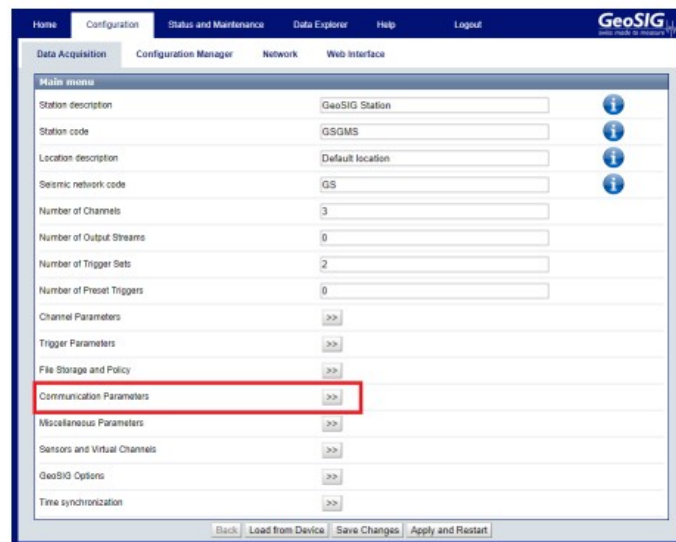 Home Configuration Status and Maintenance Data Explorer Help Logout GeoSIG
swiss made to measure
Data Acquisition Configuration Manager Network Web Interface
Main menu
Station description GeoSIG Station
Station code GSGMS
Location description Default location
Seismic network code GS
Number of Channels 3
Number of Output Streams 0
Number of Trigger Sets 2
Number of Preset Triggers 0
Channel Parameters >>
Trigger Parameters >>
File Storage and Policy >>
Communication Parameters >>
Miscellaneous Parameters >>
Sensors and Virtual Channels >>
GeoSIG Options >>
Time synchronization >>
Back Load from Device Save Changes Apply and Restart